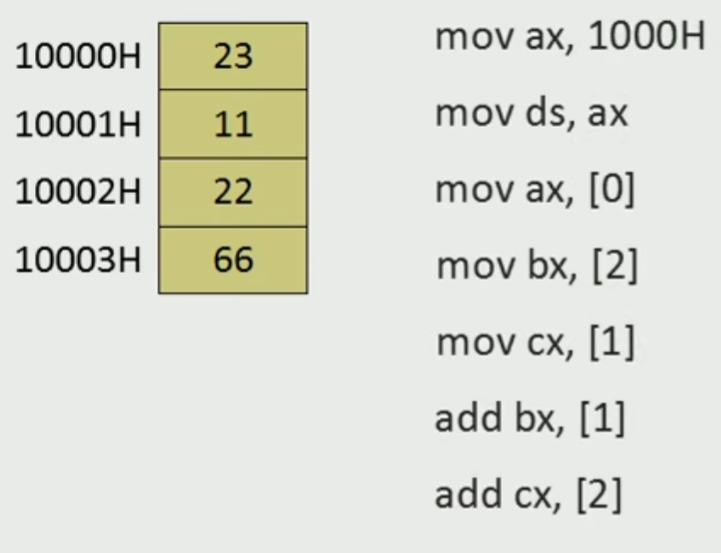 10000H 23
10001H 11
10002H 22
10003H 66
mov ax, 1000H
mov ds, ax
mov ax, [0]
mov bx, [2]
mov cx, [1]
add bx, [1]
add cx, [2]